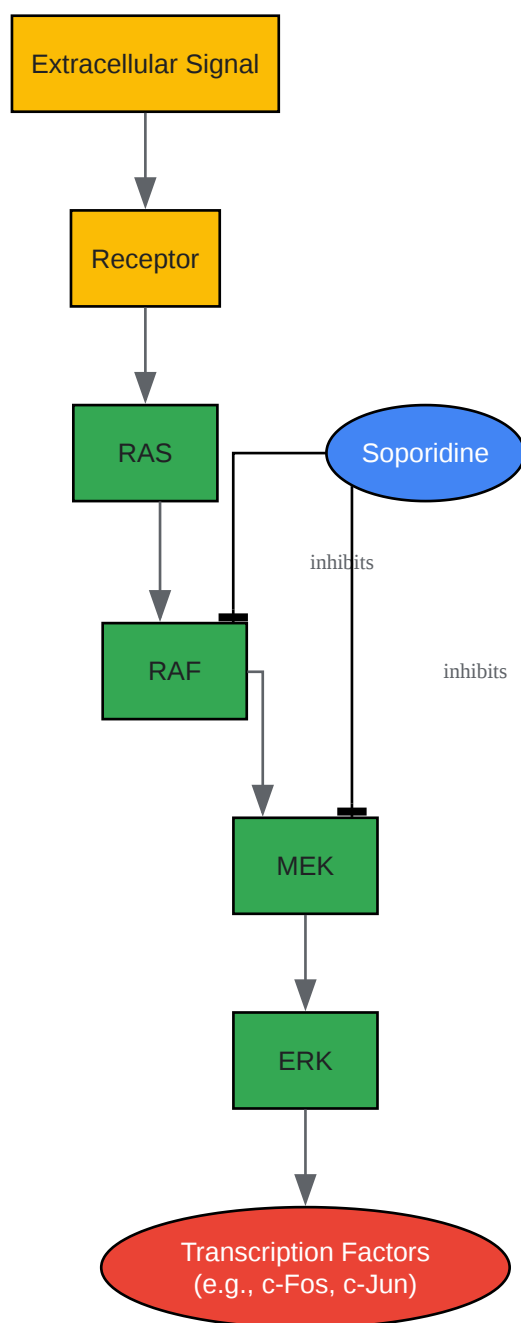 Extracellular Signal
Receptor
RAS
Soporidine
inhibits
RAF
inhibits
MEK
ERK
Transcription Factors
(e.g., c-Fos, c-Jun)